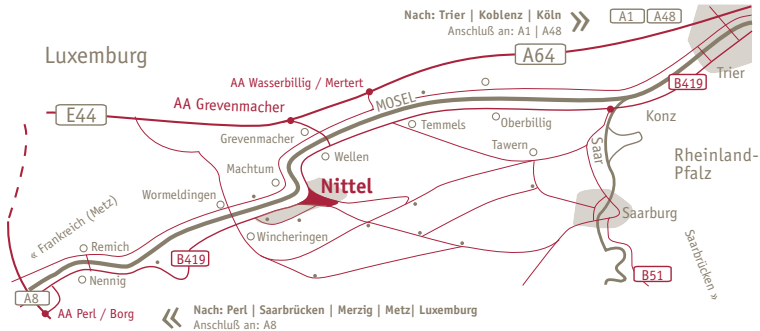 Nach: Trier | Koblenz | Köln
Anschluß an: A1 | A48
A1
A48
Luxemburg
A64
Trier
AA Wasserbillig / Mertert
B419
AA Grevenmacher
MOSEL
E44
Grevenmacher
Temmels
Oberbillig
Konz
Wellen
Tawern
Saar
Rheinland-
Pfalz
Machtum
Nittel
Wormeldingen
« Frankreich (Metz)
Saarburg
Wincheringen
Remich
B419
Saarbrücken »
Nennig
B51
A8
AA Perl / Borg
Nach: Perl | Saarbrücken | Merzig | Metz| Luxemburg
Anschluß an: A8